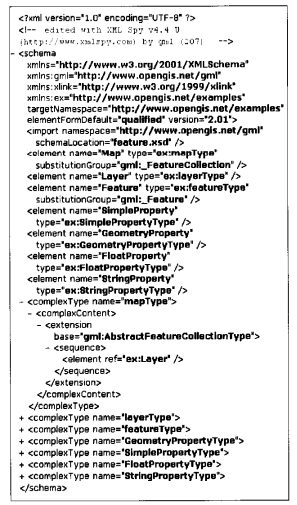 <?xml version="1.0" encoding="UTF-8" ?>
<!-- edited with XML Spy v4.4 U
(http://www.xmlspy.com) by gml (207) -->
- <schema
xmlns="http://www.w3.org/2001/XMLSchema"
xmlns:gml="http://www.opengis.net/gml"
xmlns:xlink="http://www.w3.org/1999/xlink"
xmlns:ex="http://www.opengis.net/examples"
targetNamespace="http://www.opengis.net/examples"
elementFormDefault="qualified" version="2.01">
<import namespace="http://www.opengis.net/gml"
schemaLocation="feature.xsd" />
<element name="Map" type="ex:mapType"
substitutionGroup="gml:_FeatureCollection" />
<element name="Layer" type="ex:layerType" />
<element name="Feature" type="ex:featureType"
substitutionGroup="gml:_Feature" />
<element name="SimpleProperty"
type="ex:SimplePropertyType" />
<element name="GeometryProperty"
type="ex:GeometryPropertyType" />
<element name="FloatProperty"
type="ex:FloatPropertyType" />
<element name="StringProperty"
type="ex:StringPropertyType" />
- <complexType name="mapType">
- <complexContent>
- <extension
base="gml:AbstractFeatureCollectionType">
- <sequence>
<element ref="ex:Layer" />
</sequence>
</extension>
</complexContent>
</complexType>
+ <complexType name="layerType">
+ <complexType name="featureType">
+ <complexType name="GeometryPropertyType">
+ <complexType name="SimplePropertyType">
+ <complexType name="FloatPropertyType">
+ <complexType name="StringPropertyType">
</schema>